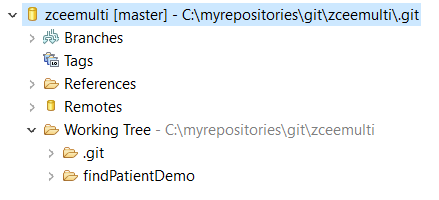 zceemulti [master] - C:\myrepositories\git\zceemulti\.git
Branches
Tags
References
Remotes
Working Tree - C:\myrepositories\git\zceemulti
.git
findPatientDemo